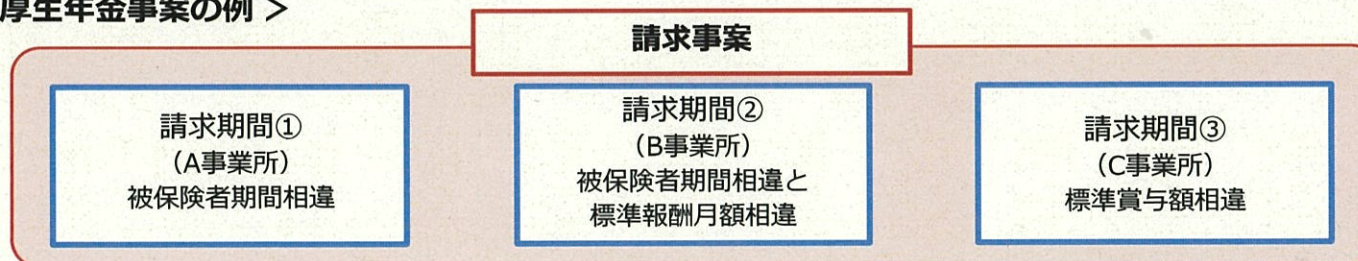 厚生年金事案の例 >
請求事案
請求期間①
(A事業所)
被保険者期間相違
請求期間②
(B事業所)
被保険者期間相違と
標準報酬月額相違
請求期間③
(C事業所)
標準賞与額相違